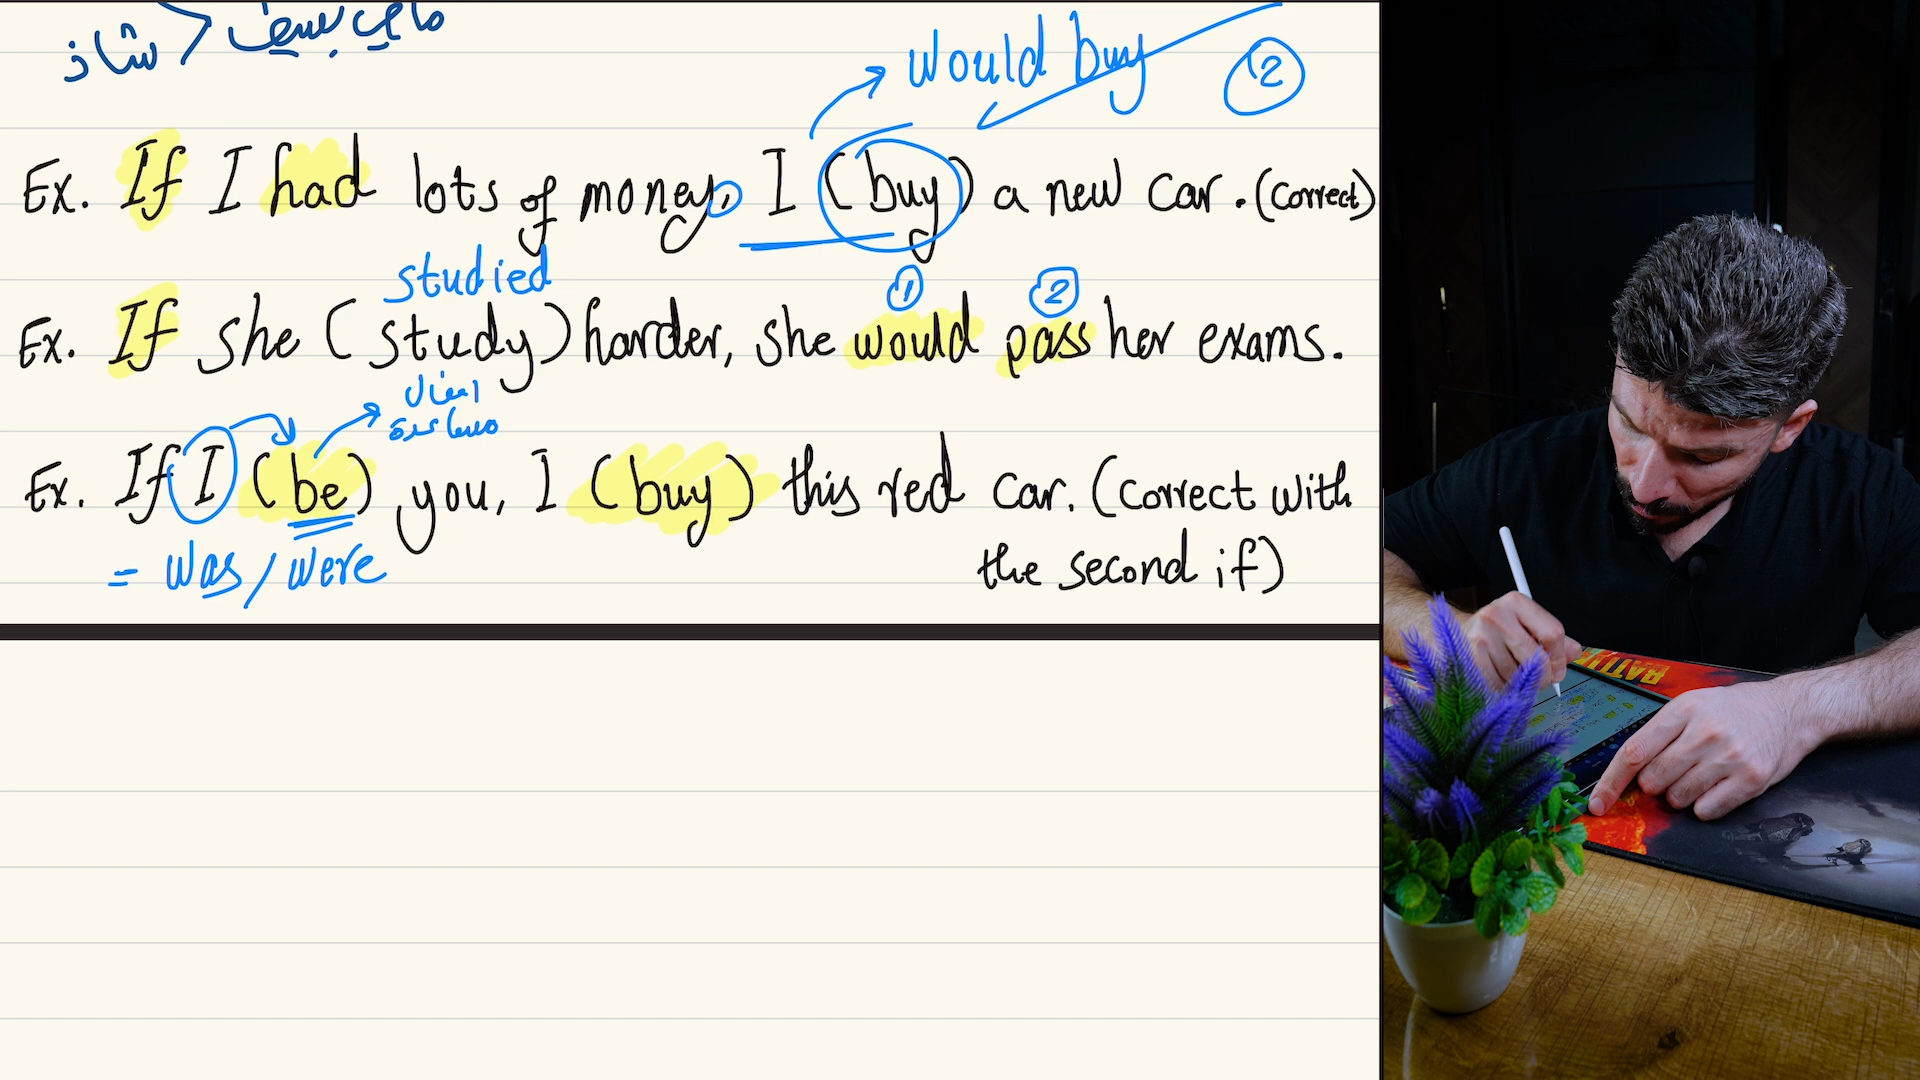 ماضي بسيط > شاذ
would buy ②
Ex. If I had lots of money, I (buy) a new car. (correct)
studied ① ②
Ex. If she (study) harder, she would pass her exams.
افعال
مساعدة
Ex. If I (be) you, I (buy) this red car. (correct with
the second if)
= was / were
BATTL